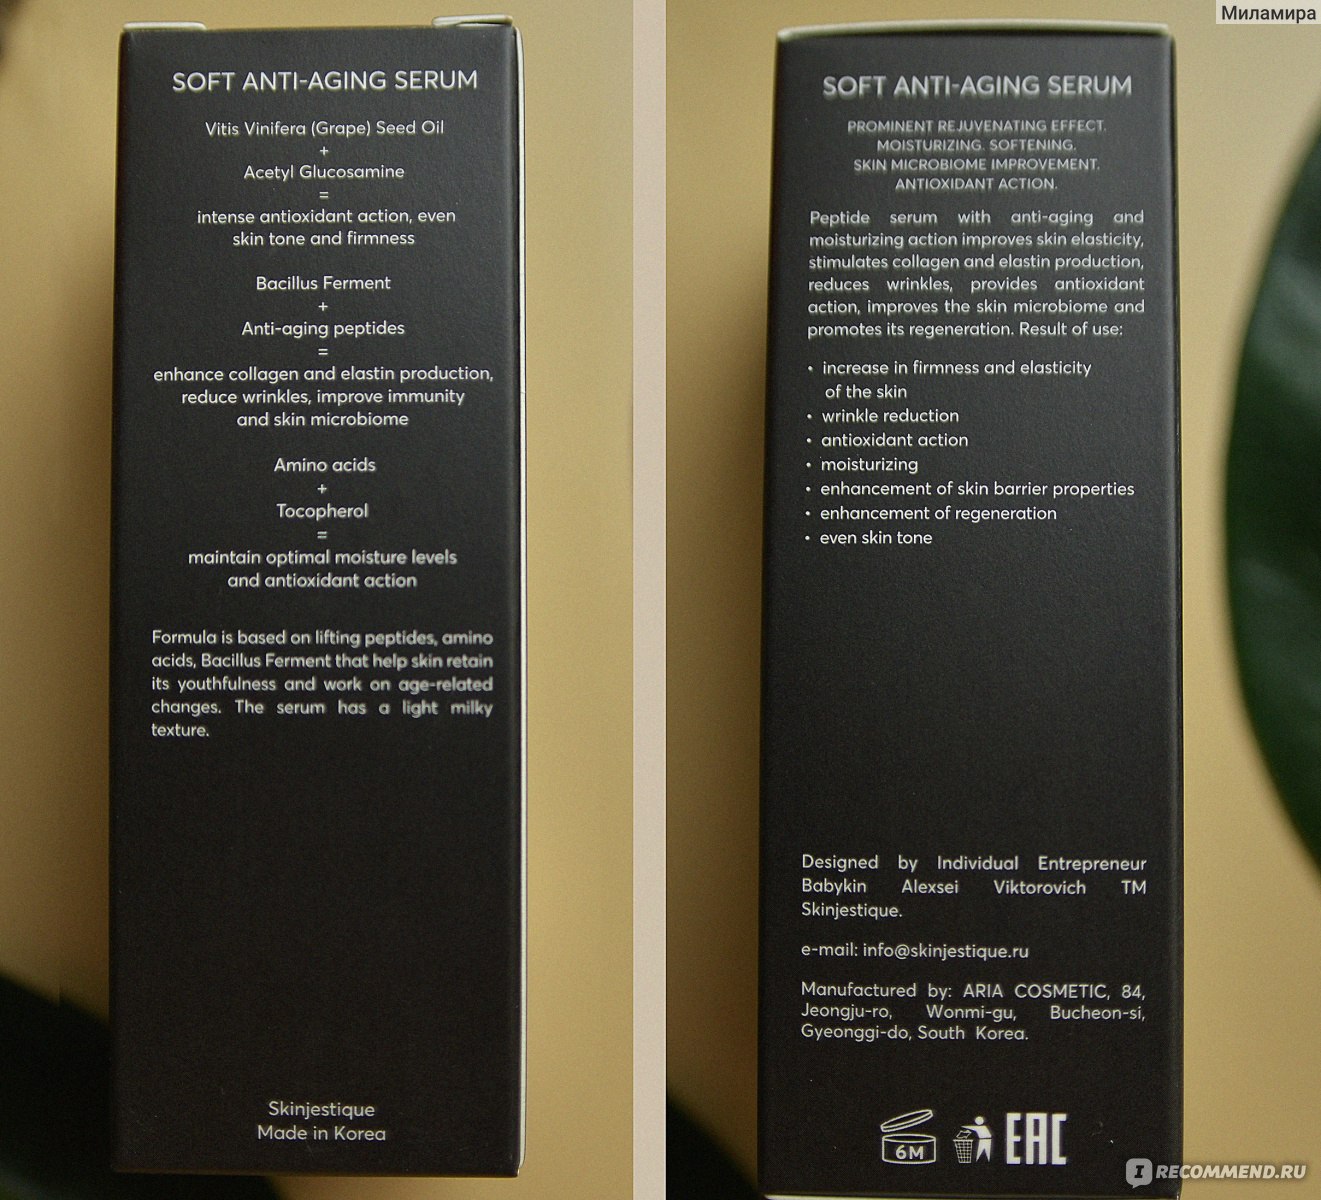 SOFT ANTI-AGING SERUM
Vitis Vinifera (Grape) Seed Oil
+
Acetyl Glucosamine
=
intense antioxidant action, even
skin tone and firmness
Bacillus Ferment
+
Anti-aging peptides
=
enhance collagen and elastin production,
reduce wrinkles, improve immunity
and skin microbiome
Amino acids
+
Tocopherol
=
maintain optimal moisture levels
and antioxidant action
Formula is based on lifting peptides, amino
acids, Bacillus Ferment that help skin retain
its youthfulness and work on age-related
changes. The serum has a light milky
texture.
Skinjestique
Made in Korea
Миламира
SOFT ANTI-AGING SERUM
PROMINENT REJUVENATING EFFECT.
MOISTURIZING. SOFTENING.
SKIN MICROBIOME IMPROVEMENT.
ANTIOXIDANT ACTION.
Peptide serum with anti-aging and
moisturizing action improves skin elasticity,
stimulates collagen and elastin production,
reduces wrinkles, provides antioxidant
action, improves the skin microbiome and
promotes its regeneration. Result of use:
• increase in firmness and elasticity
of the skin
• wrinkle reduction
• antioxidant action
• moisturizing
• enhancement of skin barrier properties
• enhancement of regeneration
• even skin tone
Designed by Individual Entrepreneur
Babykin Alexsei Viktorovich TM
Skinjestique.
e-mail: info@skinjestique.ru
Manufactured by: ARIA COSMETIC, 84,
Jeongju-ro, Wonmi-gu, Bucheon-si,
Gyeonggi-do, South Korea.
6M EAC
IRECOMMEND.RU